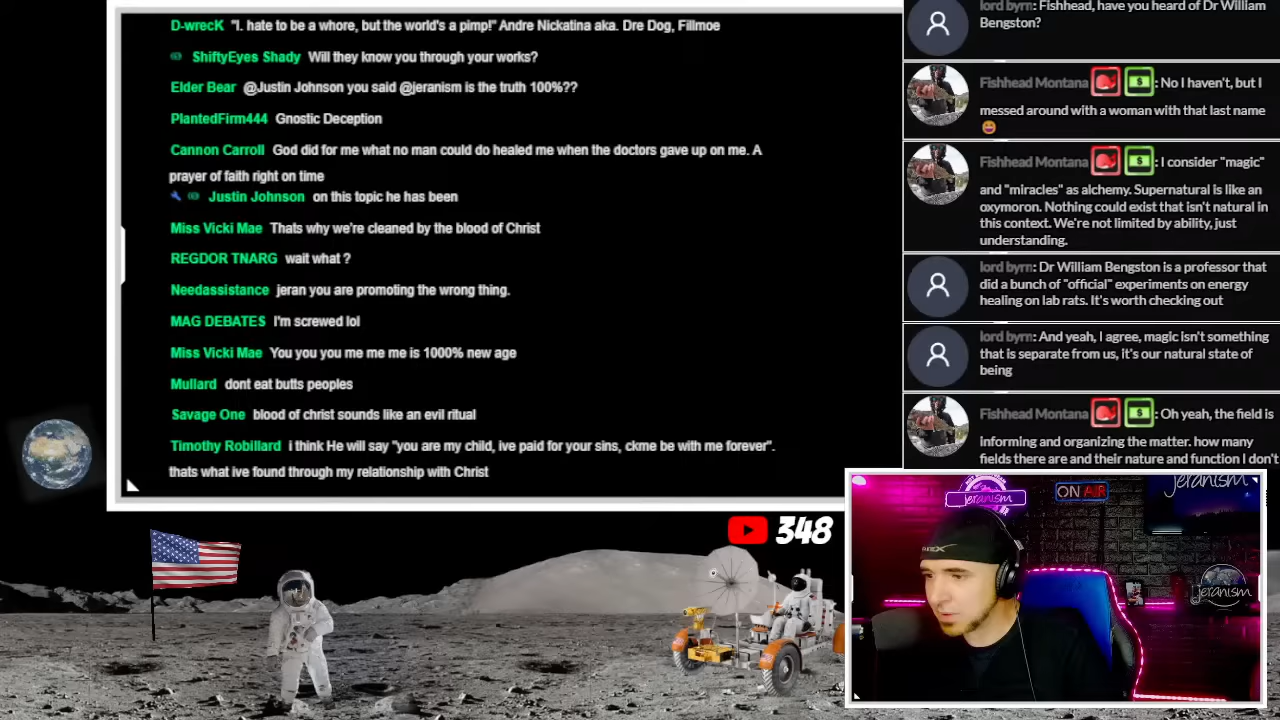 D-wrecK "I. hate to be a whore, but the world's a pimp!" Andre Nickatina aka. Dre Dog, Fillmoe
ShiftyEyes Shady Will they know you through your works?
Elder Bear @Justin Johnson you said @jeranism is the truth 100%??
PlantedFirm444 Gnostic Deception
Cannon Carroll God did for me what no man could do healed me when the doctors gave up on me. A
prayer of faith right on time
Justin Johnson on this topic he has been
Miss Vicki Mae Thats why we're cleaned by the blood of Christ
REGDOR TNARG wait what ?
Needassistance jeran you are promoting the wrong thing.
MAG DEBATES I'm screwed lol
Miss Vicki Mae You you you me me me is 1000% new age
Mullard dont eat butts peoples
Savage One blood of christ sounds like an evil ritual
Timothy Robillard i think He will say "you are my child, ive paid for your sins, ckme be with me forever".
thats what ive found through my relationship with Christ
lord byrn: Fishhead, have you heard of Dr William
Bengston?
Fishhead Montana : No I haven't, but I
messed around with a woman with that last name
Fishhead Montana : I consider "magic"
and "miracles" as alchemy. Supernatural is like an
oxymoron. Nothing could exist that isn't natural in
this context. We're not limited by ability, just
understanding.
lord byrn: Dr William Bengston is a professor that
did a bunch of "official" experiments on energy
healing on lab rats. It's worth checking out
lord byrn: And yeah, I agree, magic isn't something
that is separate from us, it's our natural state of
being
Fishhead Montana : Oh yeah, the field is
informing and organizing the matter. how many
fields there are and their nature and function I don't
348
jeranism
ON AIR
jeranism
jeranism